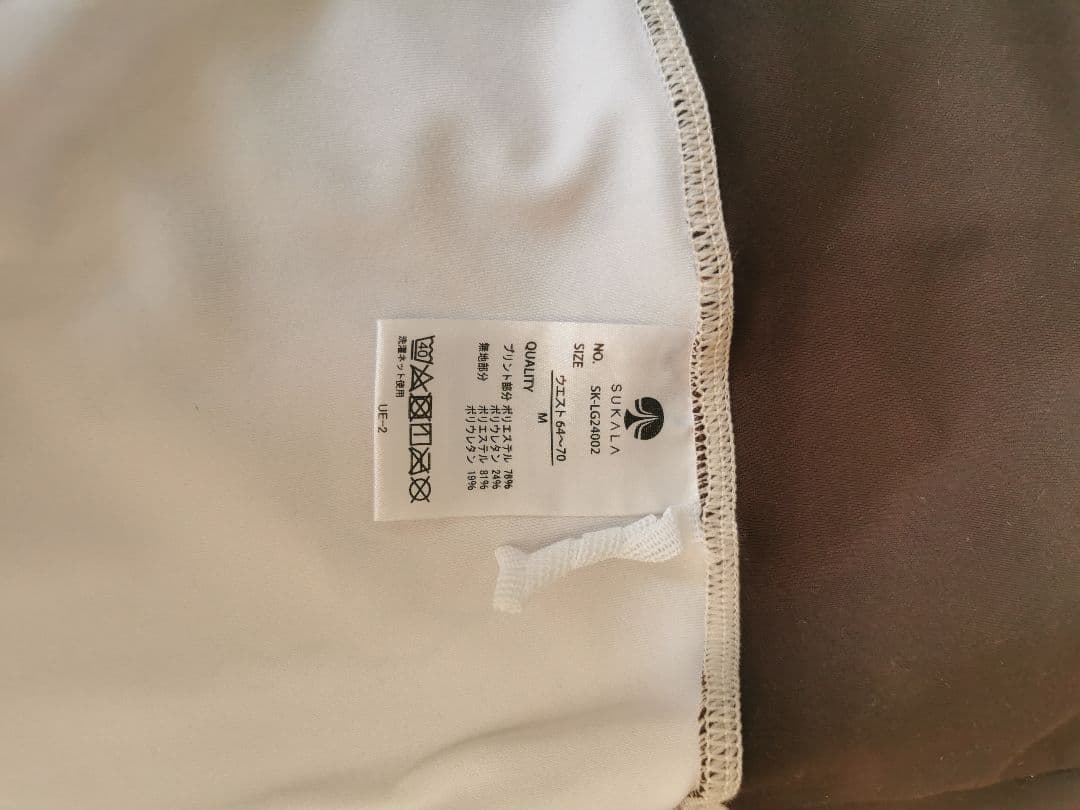 SUKALA
NO. SK-LG24002
SIZE M
ウエスト64～70
QUALITY
プリント部分 ポリエステル 76%
ポリウレタン 24%
無地部分 ポリエステル 81%
ポリウレタン 19%
40
洗濯ネット使用
UE-2